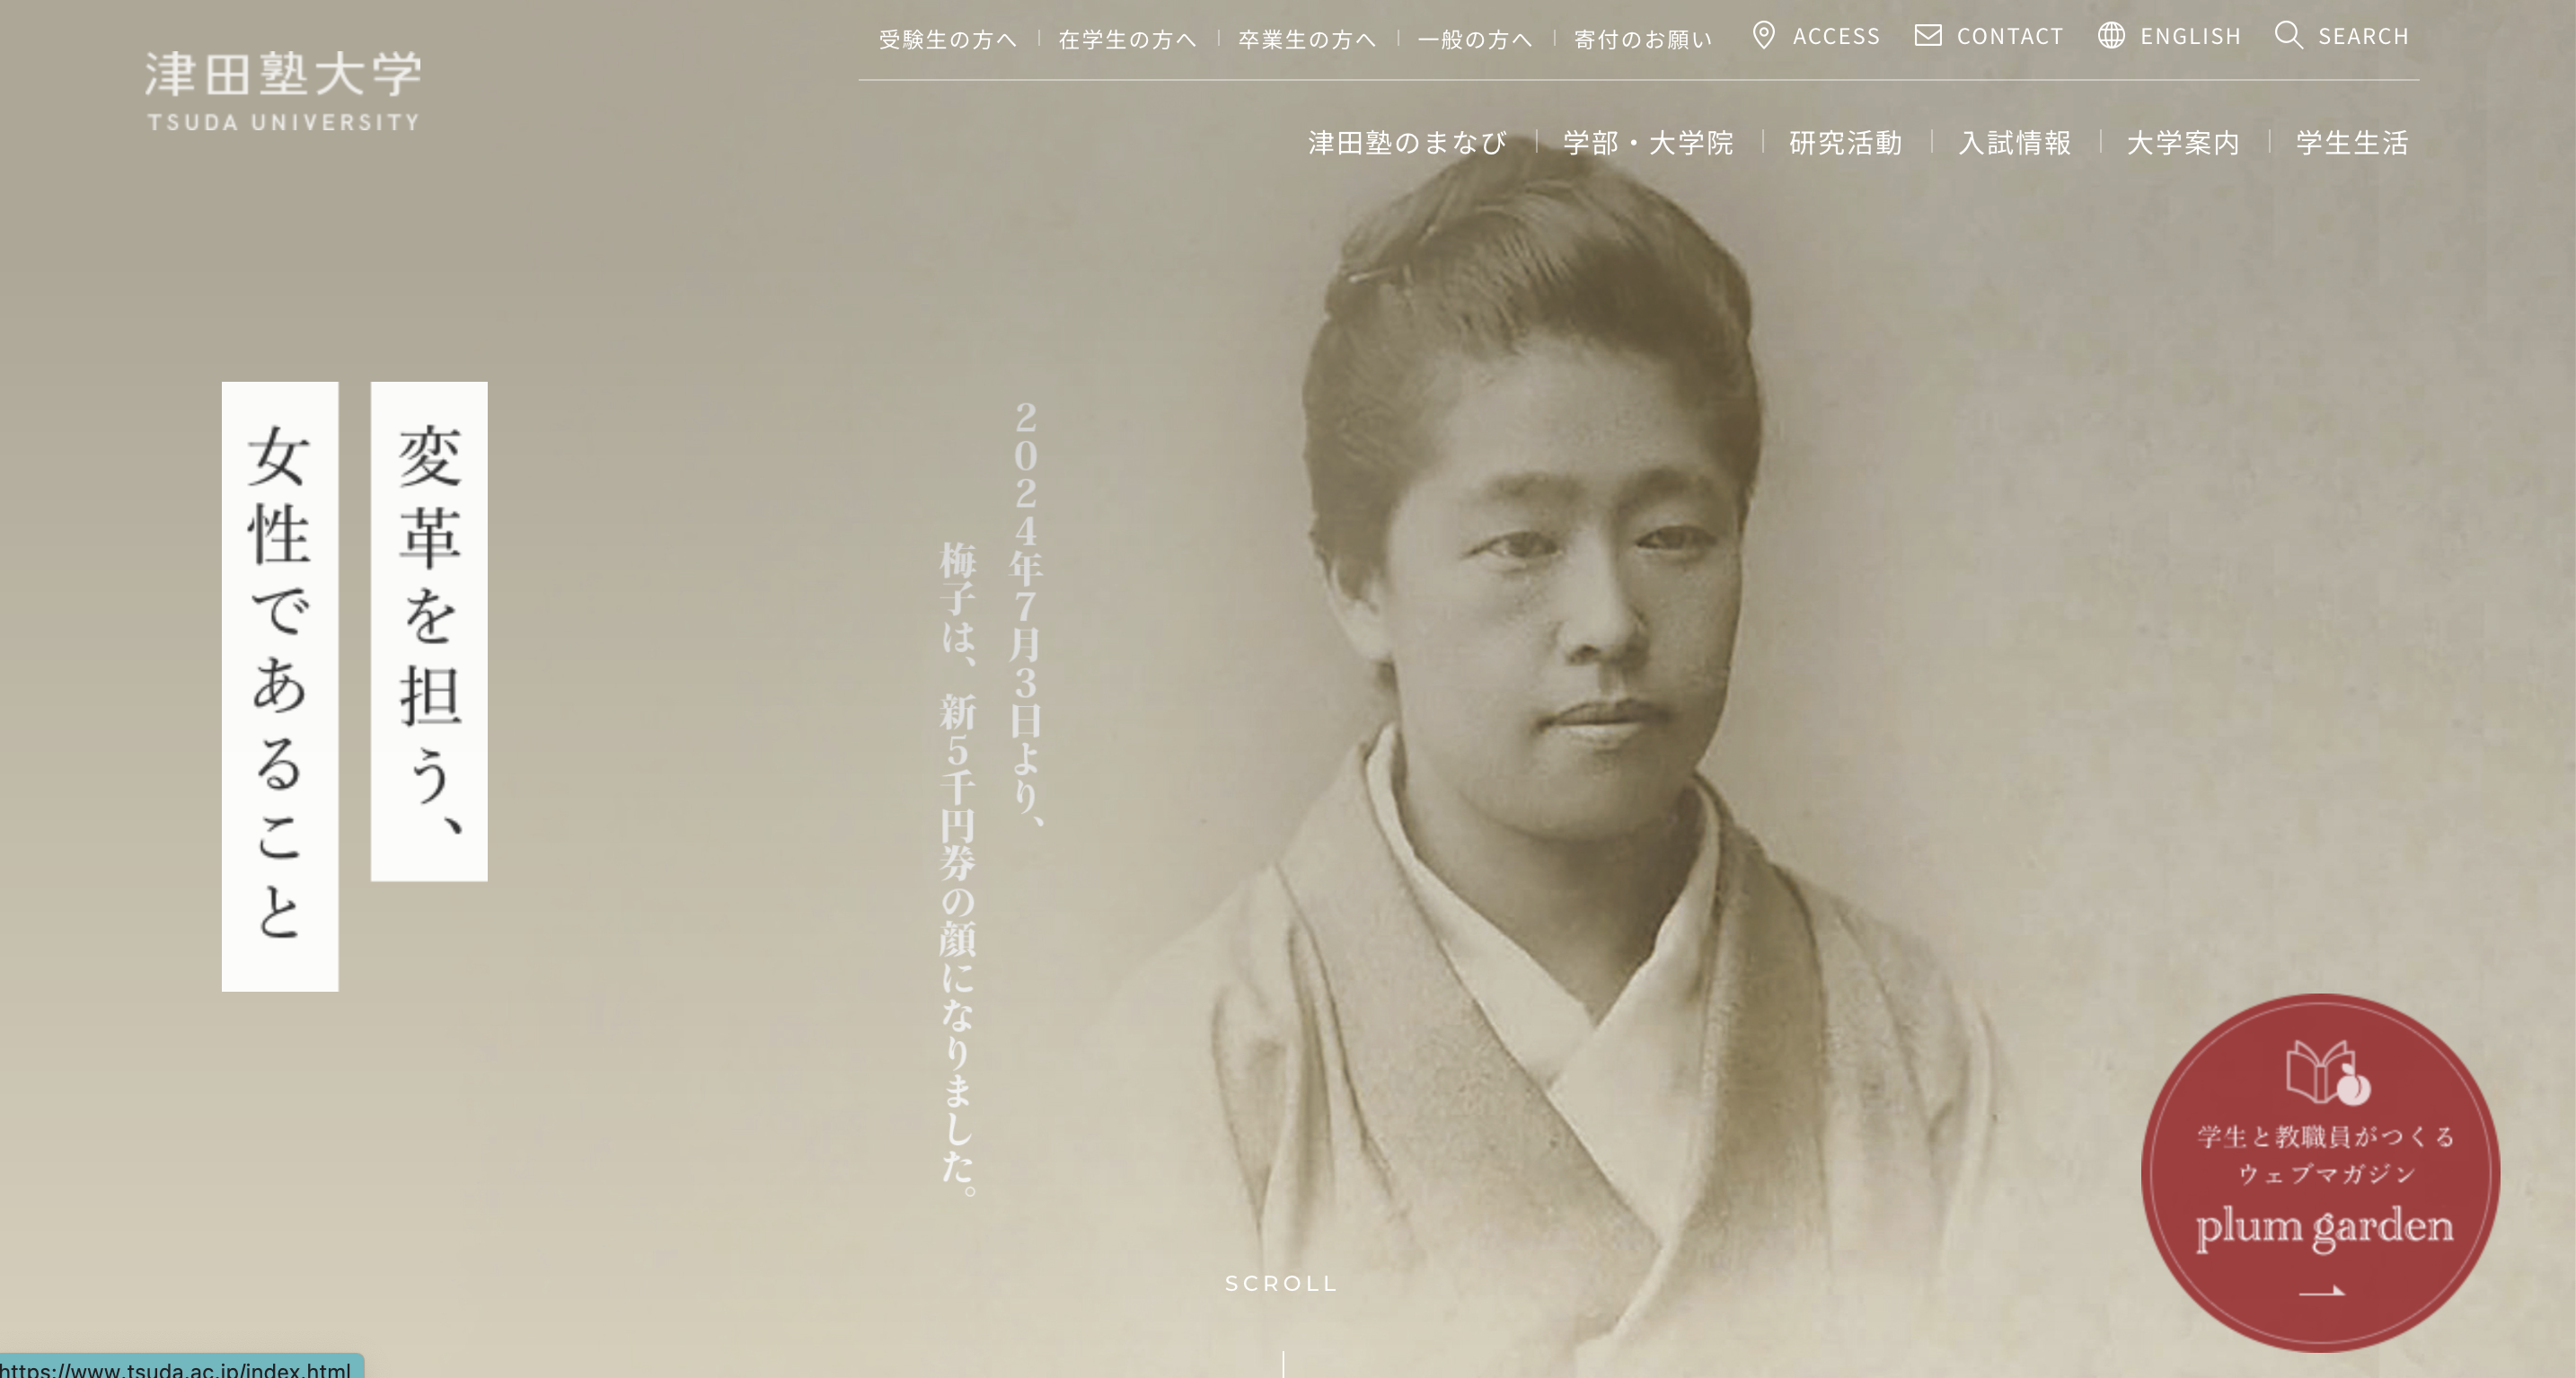 津田塾大学
TSUDA UNIVERSITY
受験生の方へ
在学生の方へ
卒業生の方へ
一般の方へ
寄付のお願い
ACCESS
CONTACT
ENGLISH
SEARCH
津田塾のまなび
学部・大学院
研究活動
入試情報
大学案内
学生生活
変革を担う、
女性であること
2024年7月3日より、
梅子は、新5千円券の顔になりました。
学生と教職員がつくる
ウェブマガジン
plum garden
SCROLL
https://www.tsuda.ac.jp/index.html